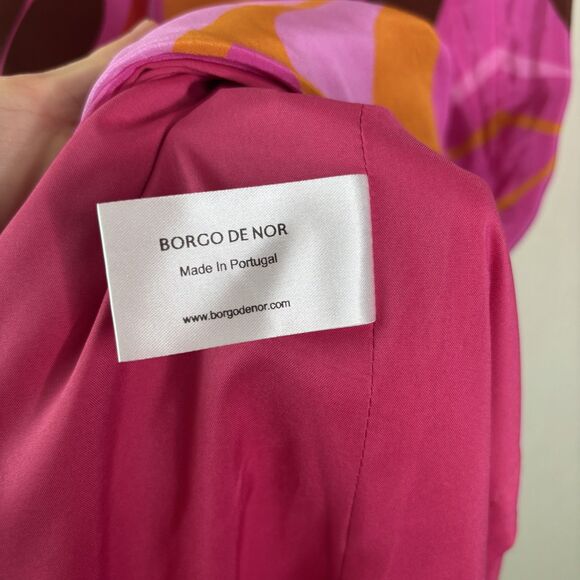 BORGO DE NOR
Made In Portugal
www.borgodenor.com